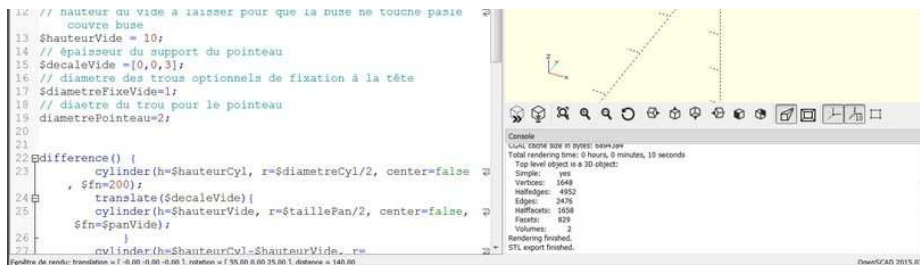 12 // hauteur du vide à laisser pour que la buse ne touche pasle
couvre buse
13 $hauteurVide = 10;
14 // épaisseur du support du pointeau
15 $decaleVide =[0,0,3];
16 // diametre des trous optionnels de fixation à la tête
17 $diametreFixeVide=1;
18 // diaetre du trou pour le pointeau
19 diametrePointeau=2;
20
21
22 difference() {
23 cylinder(h=$hauteurCyl, r=$diametreCyl/2, center=false
, $fn=200);
24 translate($decaleVide){
25 cylinder(h=$hauteurVide, r=$taillePan/2, center=false,
$fn=$panVide);
26 }
27 cylinder(h=$hauteurCyl-$hauteurVide, r=
Console
CGAL cache size in bytes: 6894384
Total rendering time: 0 hours, 0 minutes, 10 seconds
Top level object is a 3D object:
Simple: yes
Vertices: 1648
Halfedges: 4952
Edges: 2476
Halffacets: 1658
Facets: 829
Volumes: 2
Rendering finished.
STL export finished.
Fenêtre de rendu: translation = [ -0.00 -0.00 -0.00 ], rotation = [ 55.00 0.00 25.00 ], distance = 140.00
OpenSCAD 2015.0